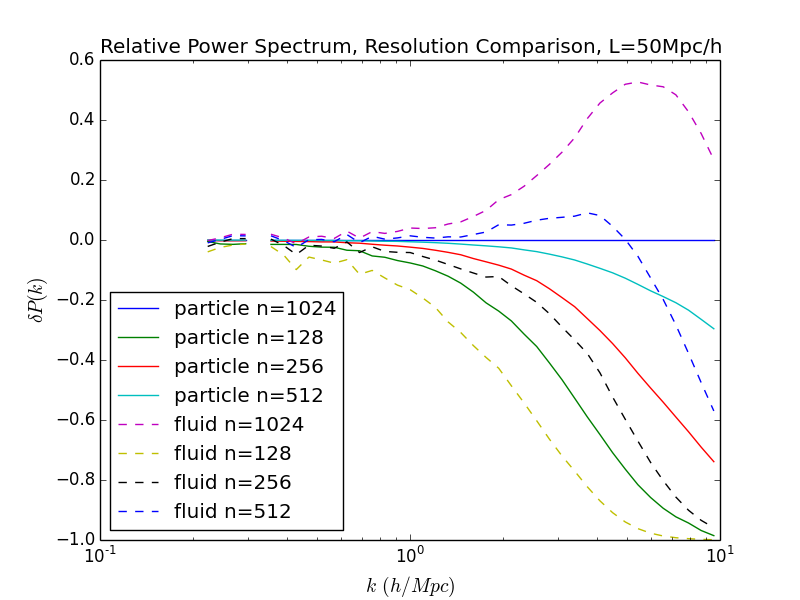 Relative Power Spectrum, Resolution Comparison, L=50Mpc/h
0.6
0.4
0.2
0.0
−0.2
−0.4
−0.6
−0.8
−1.0
δP(k)
particle n=1024
particle n=128
particle n=256
particle n=512
fluid n=1024
fluid n=128
fluid n=256
fluid n=512
10⁻¹ 10⁰ 10¹
k (h/Mpc)